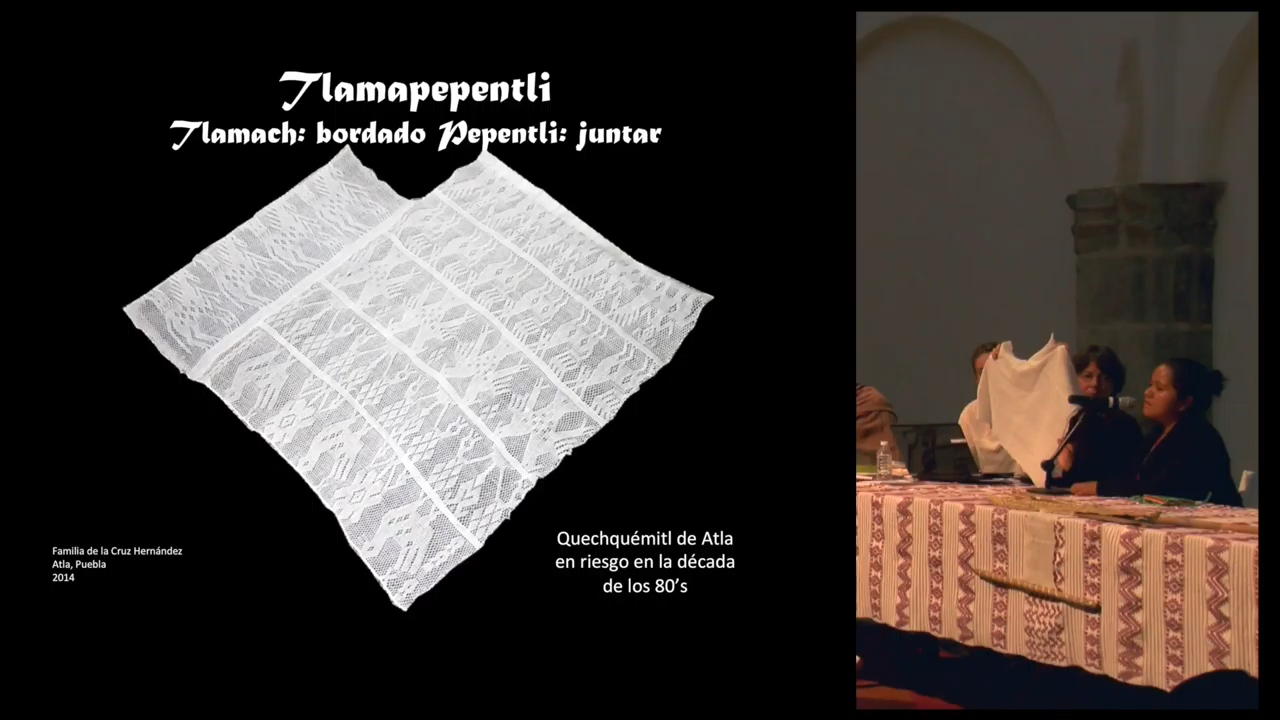 Tlamapepentli
Tlamach: bordado Pepentli: juntar
Familia de la Cruz Hernández
Atla, Puebla
2014
Quechquémitl de Atla
en riesgo en la década
de los 80's